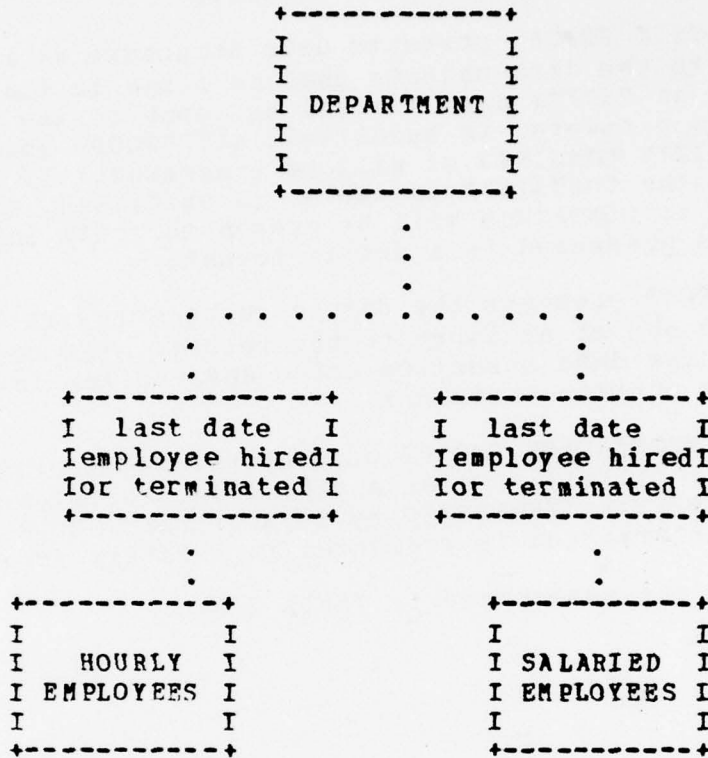 DEPARTMENT
last date
employee hired
or terminated
last date
employee hired
or terminated
HOURLY
EMPLOYEES
SALARIED
EMPLOYEES